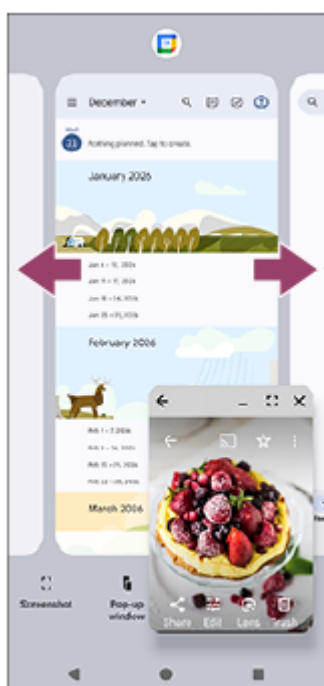 December
21
Nothing planned. Tap to create.
January 2026
Jan 4 – 10, 2026
Jan 11 – 17, 2026
Jan 18 – 24, 2026
Jan 25 – 31, 2026
February 2026
Feb 1 – 7, 2026
Feb 8 – 14, 2026
Feb 15 – 21, 2026
Feb 22 – 28, 2026
March 2026
Share Edit Lens Trash
Screenshot
Pop-up
window